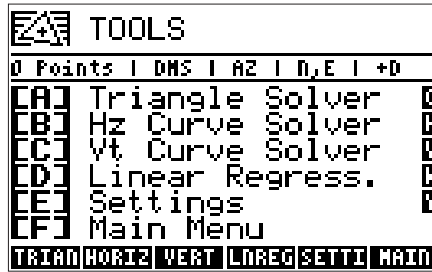 TOOLS
0 Points | DMS | AZ | N,E | +D
[A] Triangle Solver
[B] Hz Curve Solver
[C] Vt Curve Solver
[D] Linear Regress.
[E] Settings
[F] Main Menu
TRIAN HORIZ VERT LNREG SETTI MAIN